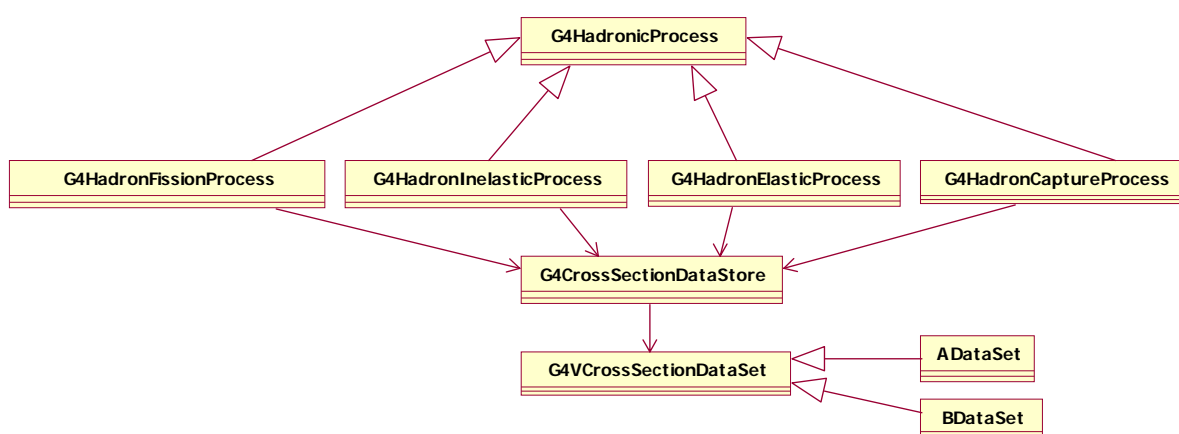 G4HadronicProcess
G4HadronFissionProcess
G4HadronInelasticProcess
G4HadronElasticProcess
G4HadronCaptureProcess
G4CrossSectionDataStore
G4VCrossSectionDataSet
ADataSet
BDataSet